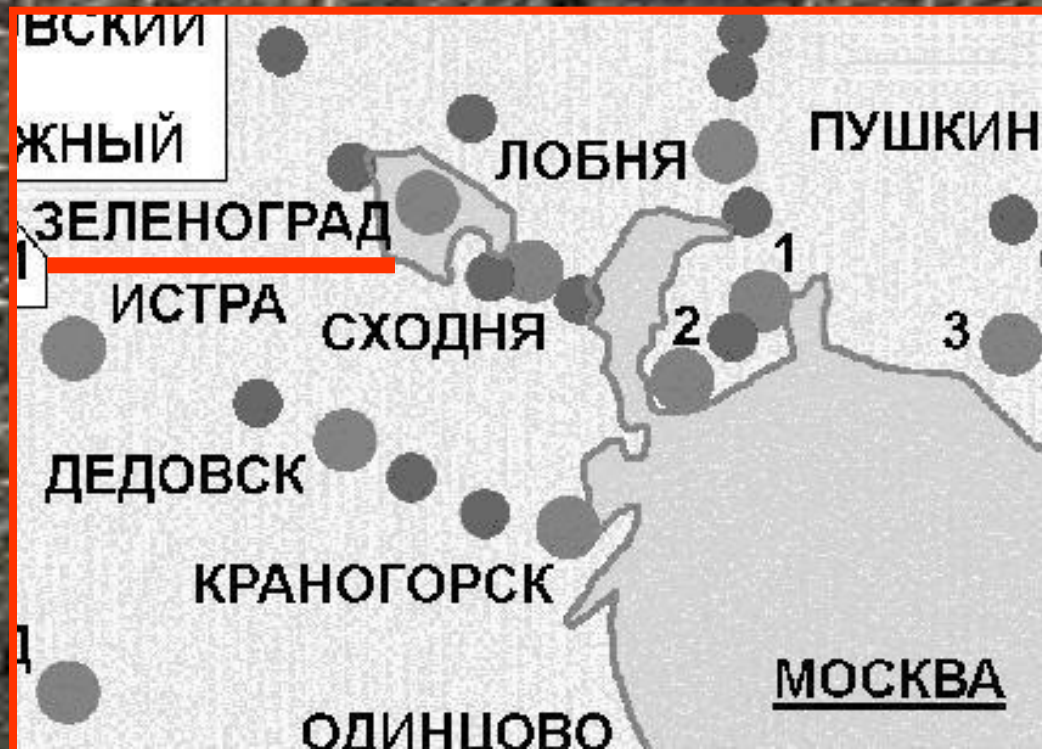 ВСКИЙ
ЖНЫЙ
ЛОБНЯ
ПУШКИН
ЗЕЛЕНОГРАД
1
ИСТРА
СХОДНЯ
2
3
ДЕДОВСК
КРАНОГОРСК
Д
МОСКВА
ОДИНЦОВО